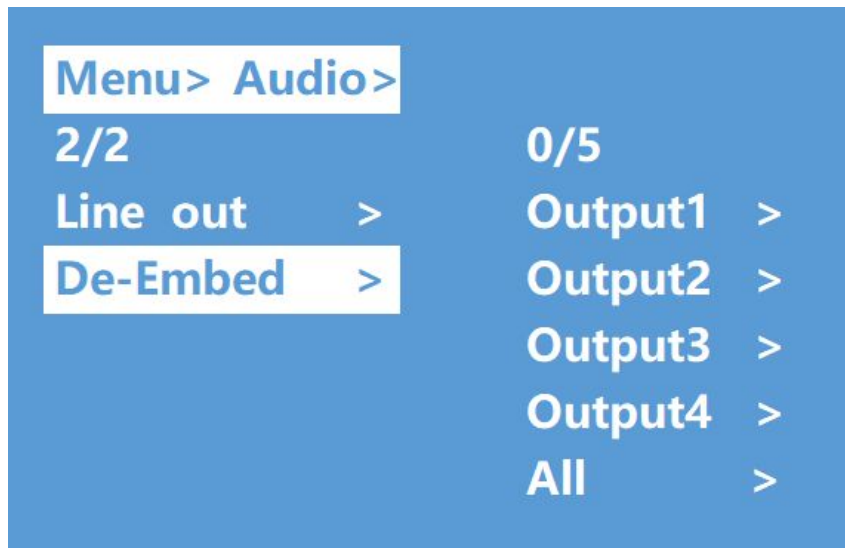 Menu> Audio>
2/2
Line out >
De-Embed >
0/5
Output1 >
Output2 >
Output3 >
Output4 >
All >